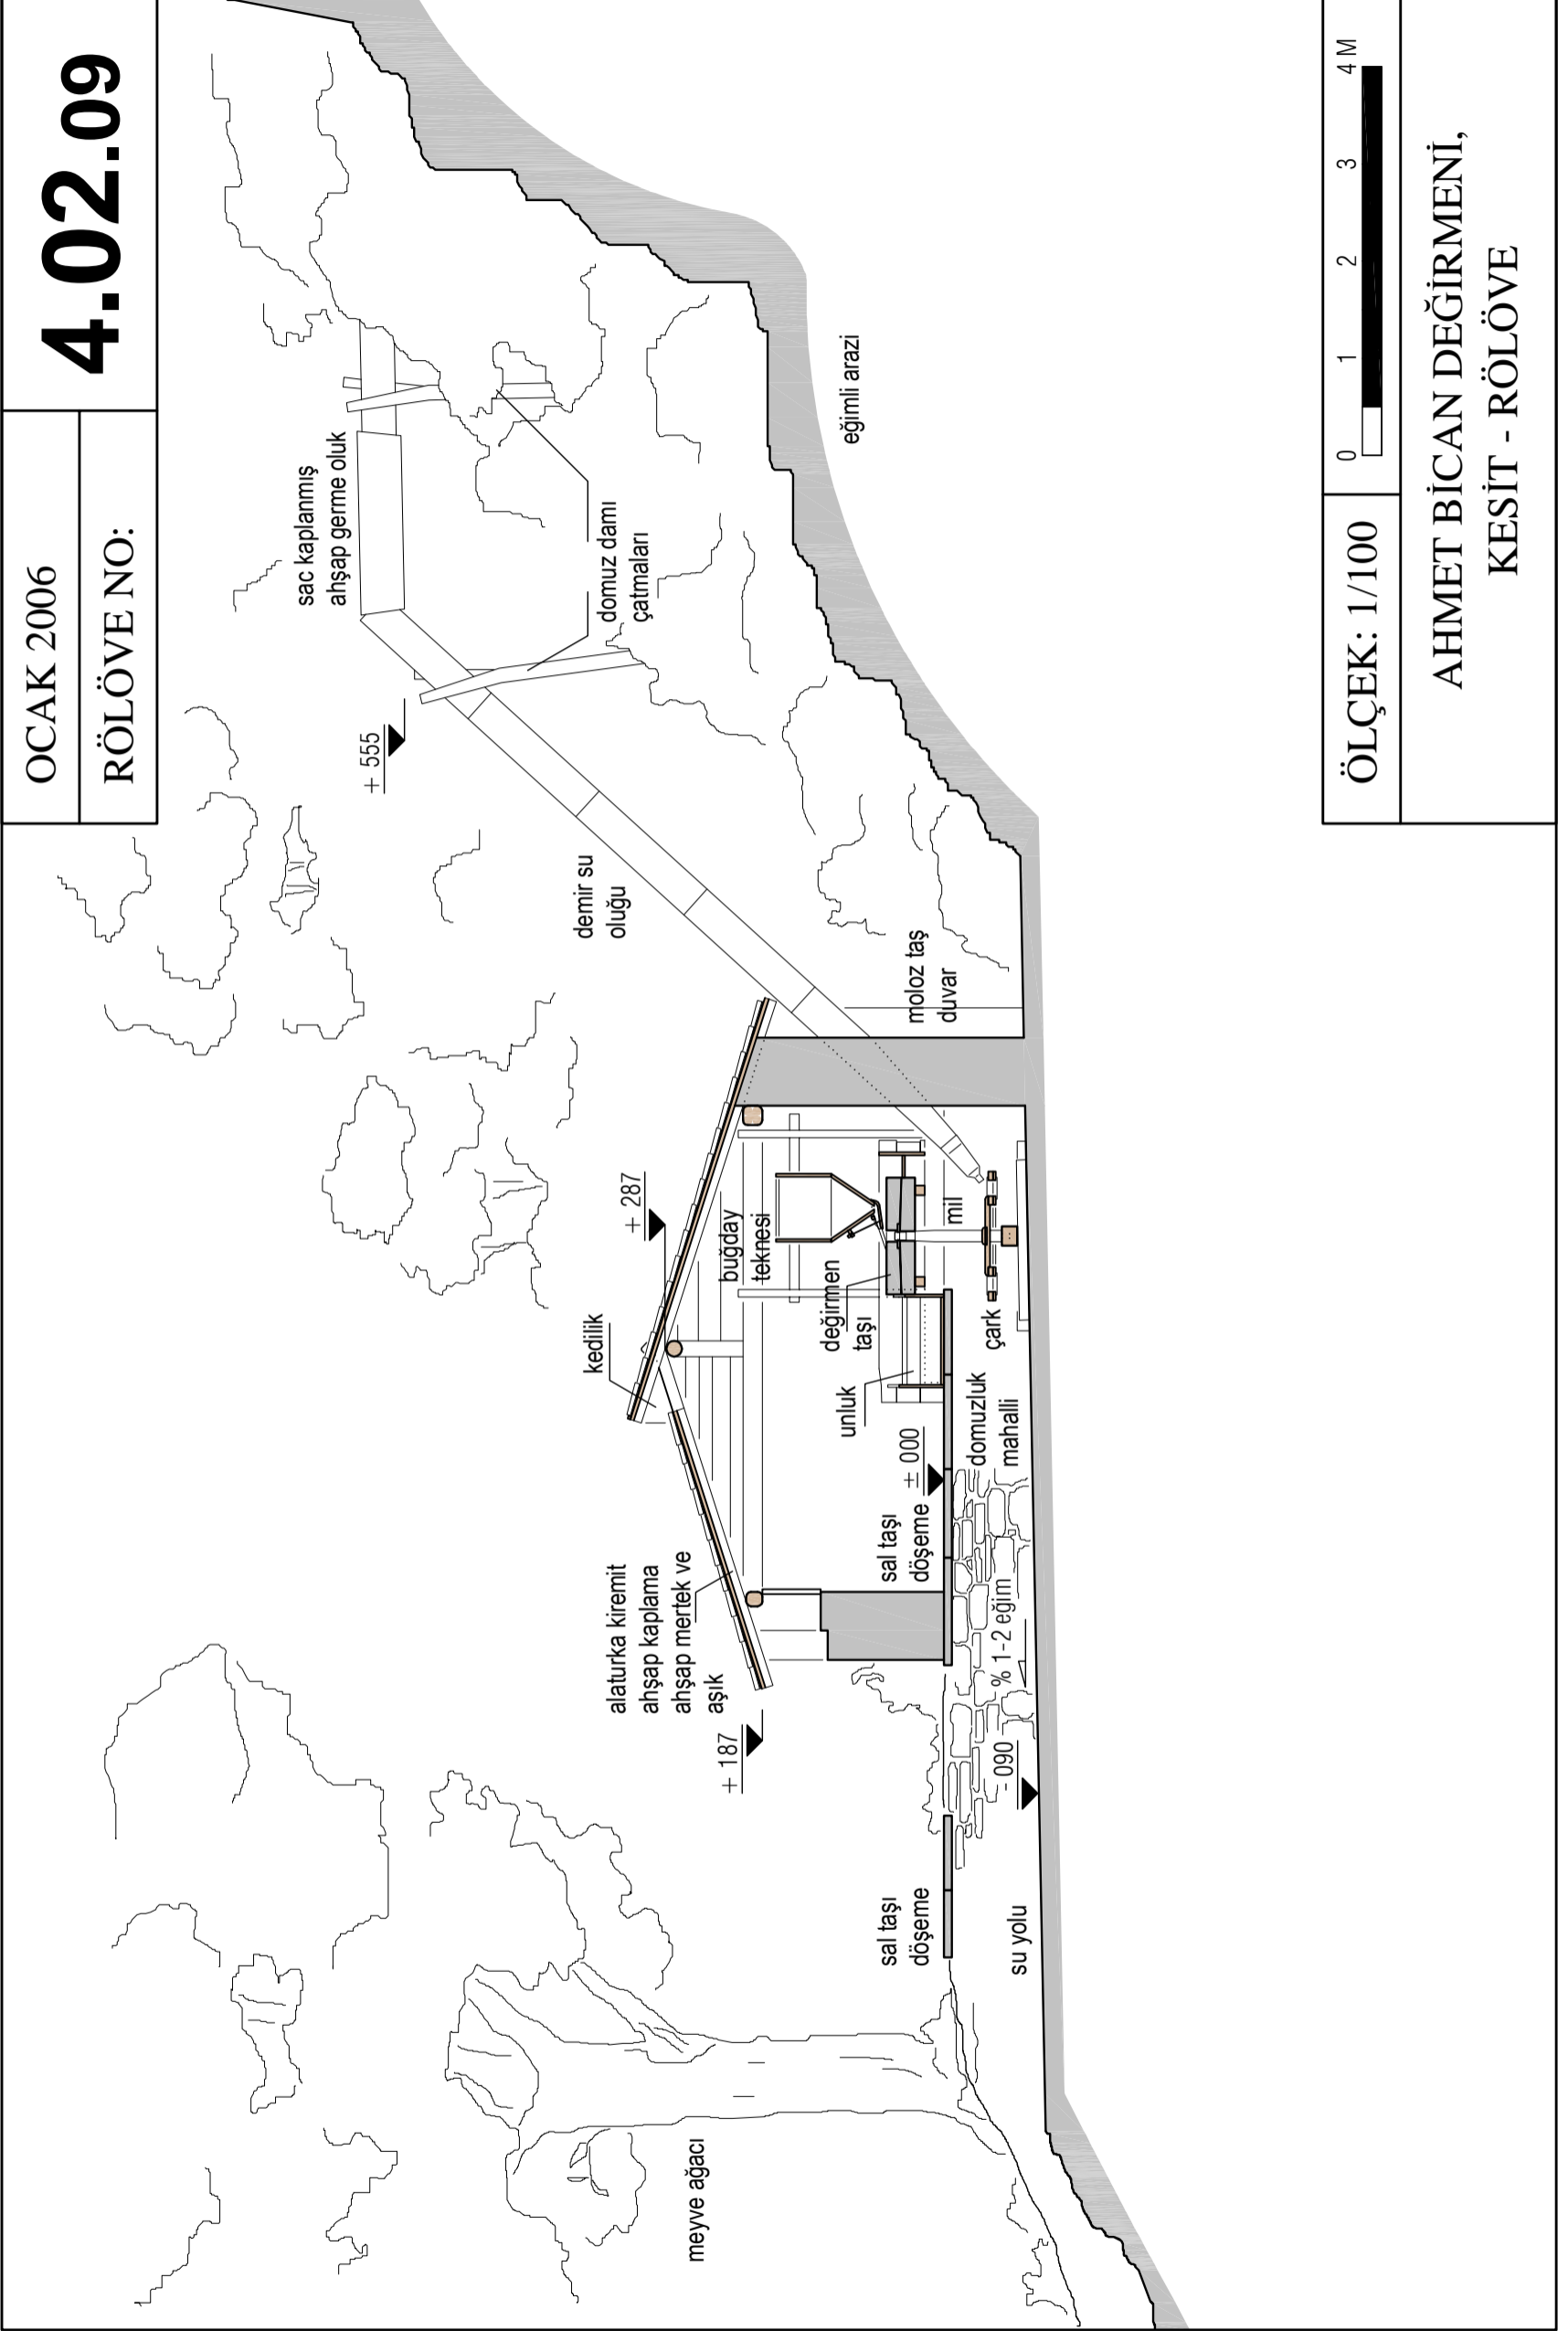 OCAK 2006
RÖLÖVE NO:
4.02.09
sac kaplanmış
ahşap germe oluk
+ 555
domuz damı
çatmaları
demir su
oluğu
eğimli arazi
moloz taş
duvar
+ 287
kedilik
buğday
teknesi
değirmen
taşı
mil
çark
unluk
domuzluk
mahalli
± 000
sal taşı
döşeme
alaturka kiremit
ahşap kaplama
ahşap mertek ve
aşık
+ 187
% 1-2 eğim
- 090
sal taşı
döşeme
su yolu
meyve ağacı
ÖLÇEK: 1/100
0 1 2 3 4 M
AHMET BİCAN DEĞİRMENİ,
KESİT - RÖLÖVE